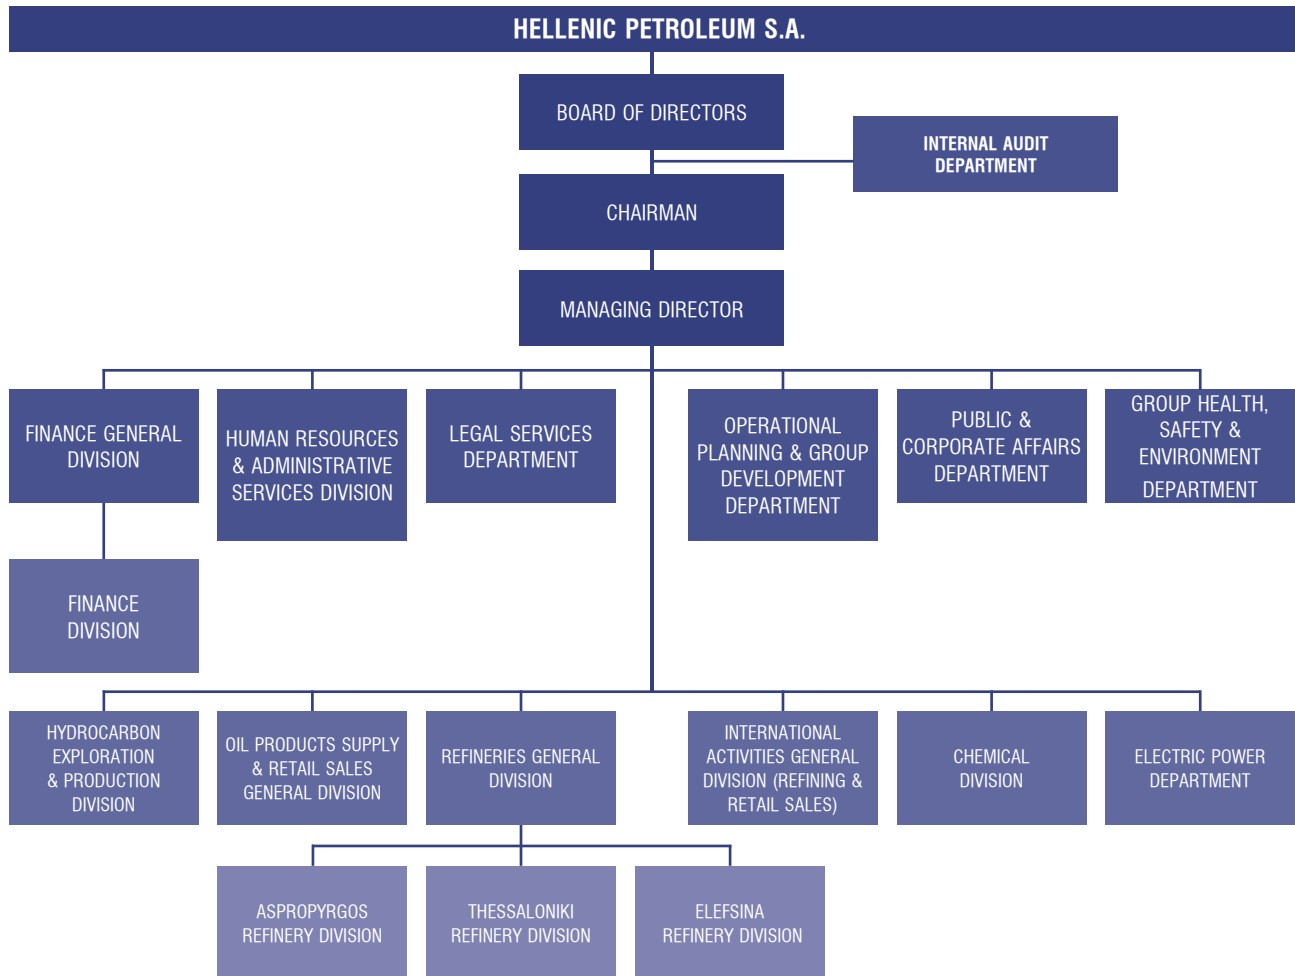 HELLENIC PETROLEUM S.A.
BOARD OF DIRECTORS
INTERNAL AUDIT
DEPARTMENT
CHAIRMAN
MANAGING DIRECTOR
FINANCE GENERAL
DIVISION
HUMAN RESOURCES
& ADMINISTRATIVE
SERVICES DIVISION
LEGAL SERVICES
DEPARTMENT
OPERATIONAL
PLANNING & GROUP
DEVELOPMENT
DEPARTMENT
PUBLIC &
CORPORATE AFFAIRS
DEPARTMENT
GROUP HEALTH,
SAFETY &
ENVIRONMENT
DEPARTMENT
FINANCE
DIVISION
HYDROCARBON
EXPLORATION
& PRODUCTION
DIVISION
OIL PRODUCTS SUPPLY
& RETAIL SALES
GENERAL DIVISION
REFINERIES GENERAL
DIVISION
INTERNATIONAL
ACTIVITIES GENERAL
DIVISION (REFINING &
RETAIL SALES)
CHEMICAL
DIVISION
ELECTRIC POWER
DEPARTMENT
ASPROPYRGOS
REFINERY DIVISION
THESSALONIKI
REFINERY DIVISION
ELEFSINA
REFINERY DIVISION